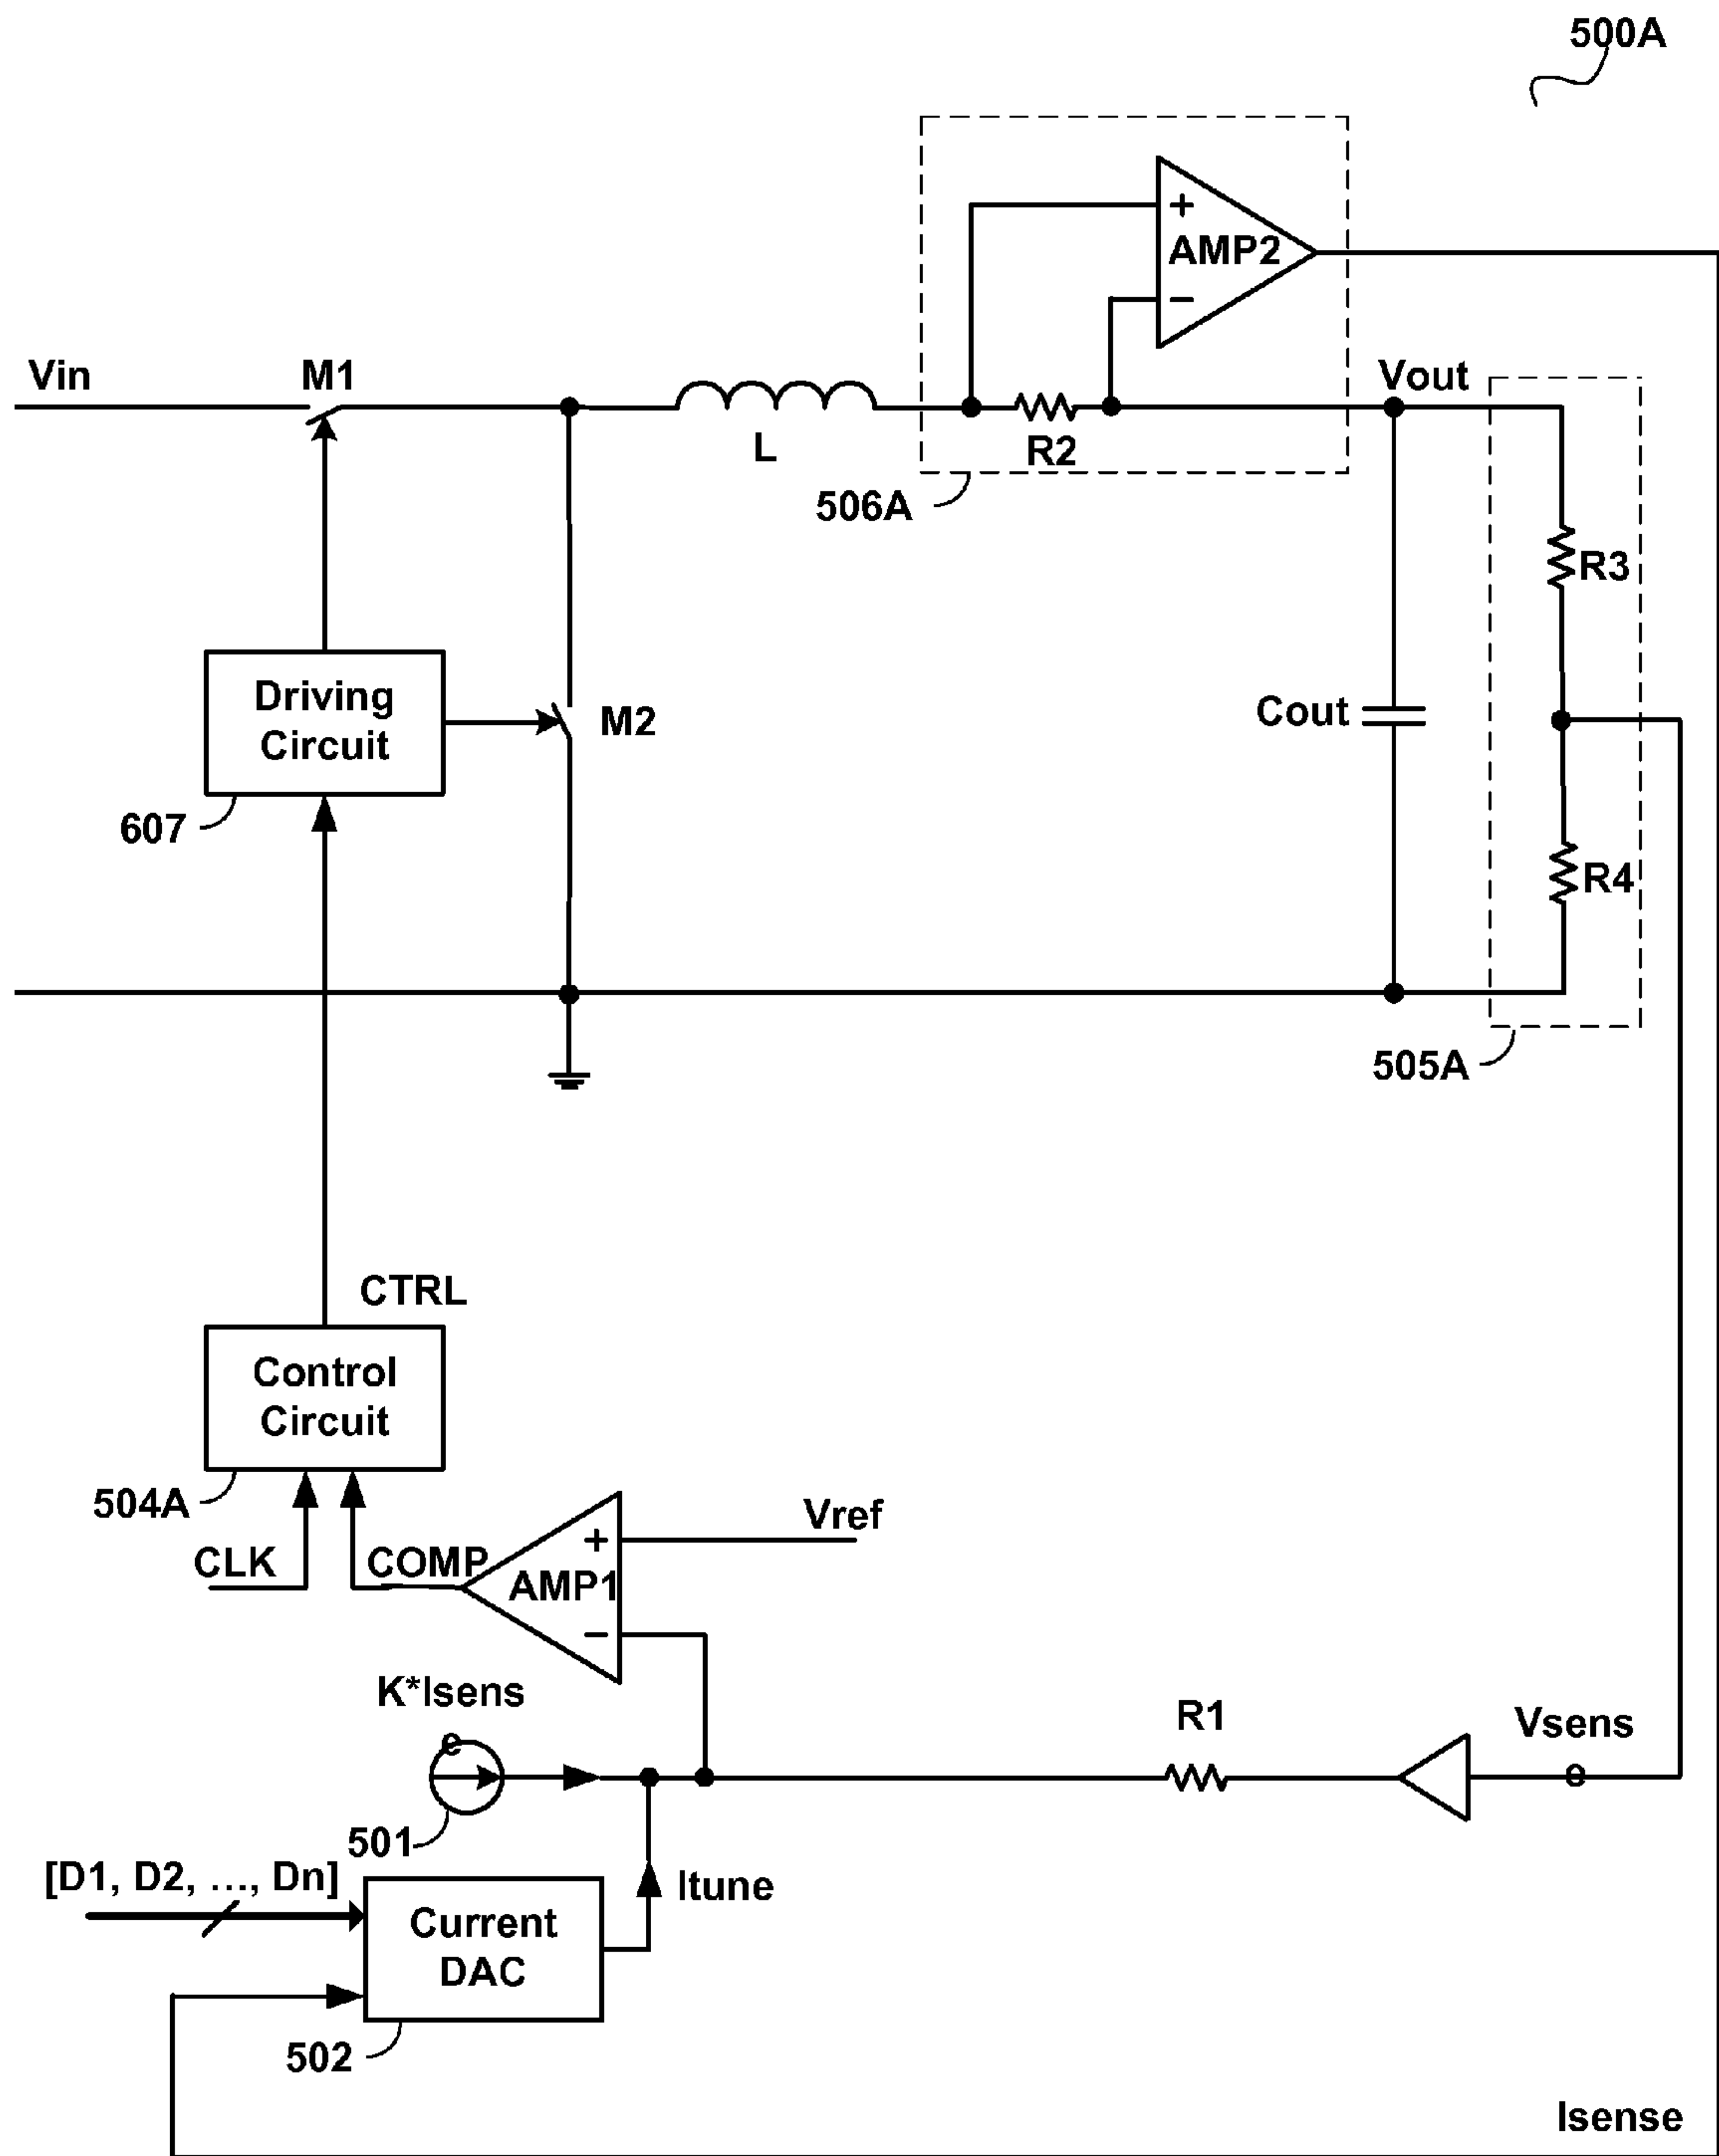 500A
+
AMP2
−
Vin
M1
Vout
L
R2
506A
R3
Driving
Circuit
M2
Cout
607
R4
505A
CTRL
Control
Circuit
504A
Vref
+
CLK
COMP
AMP1
−
K*Isens
R1
Vsens
501
[D1, D2, ..., Dn]
Itune
Current
DAC
502
Isense